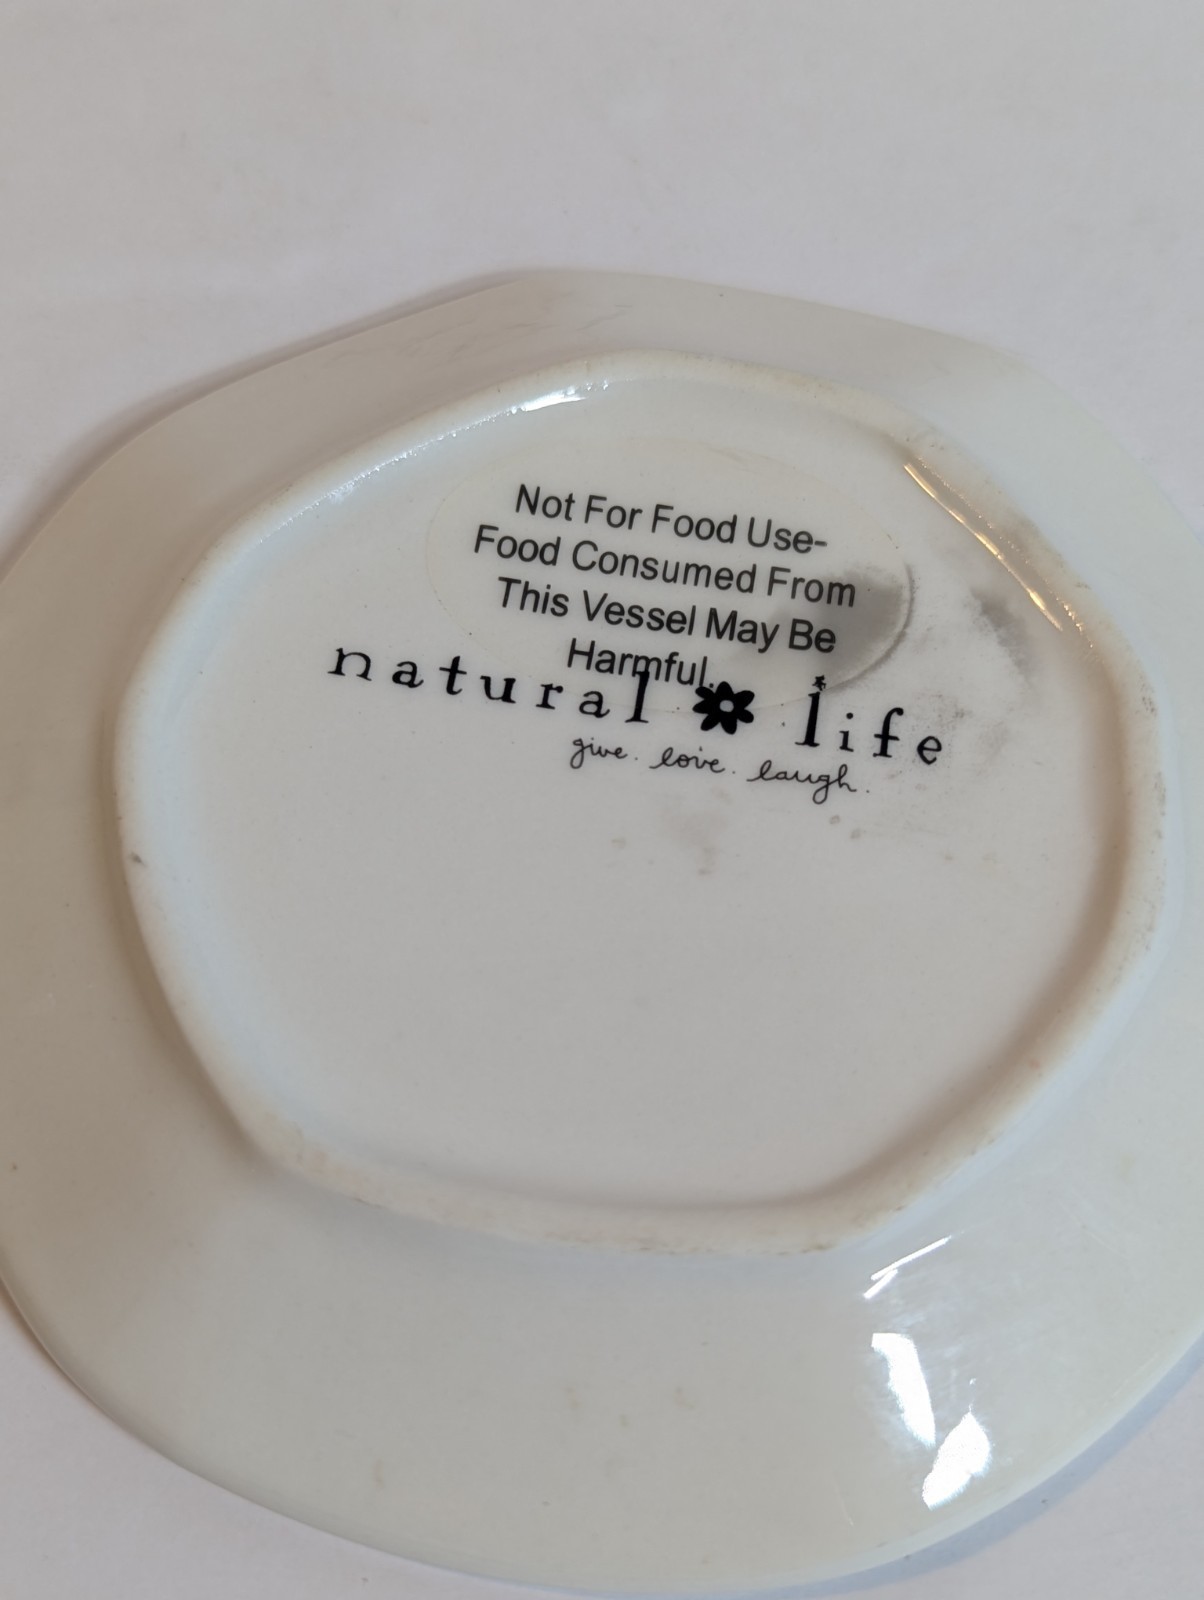 Not For Food Use-
Food Consumed From
This Vessel May Be
Harmful.
natural life
give. love. laugh.